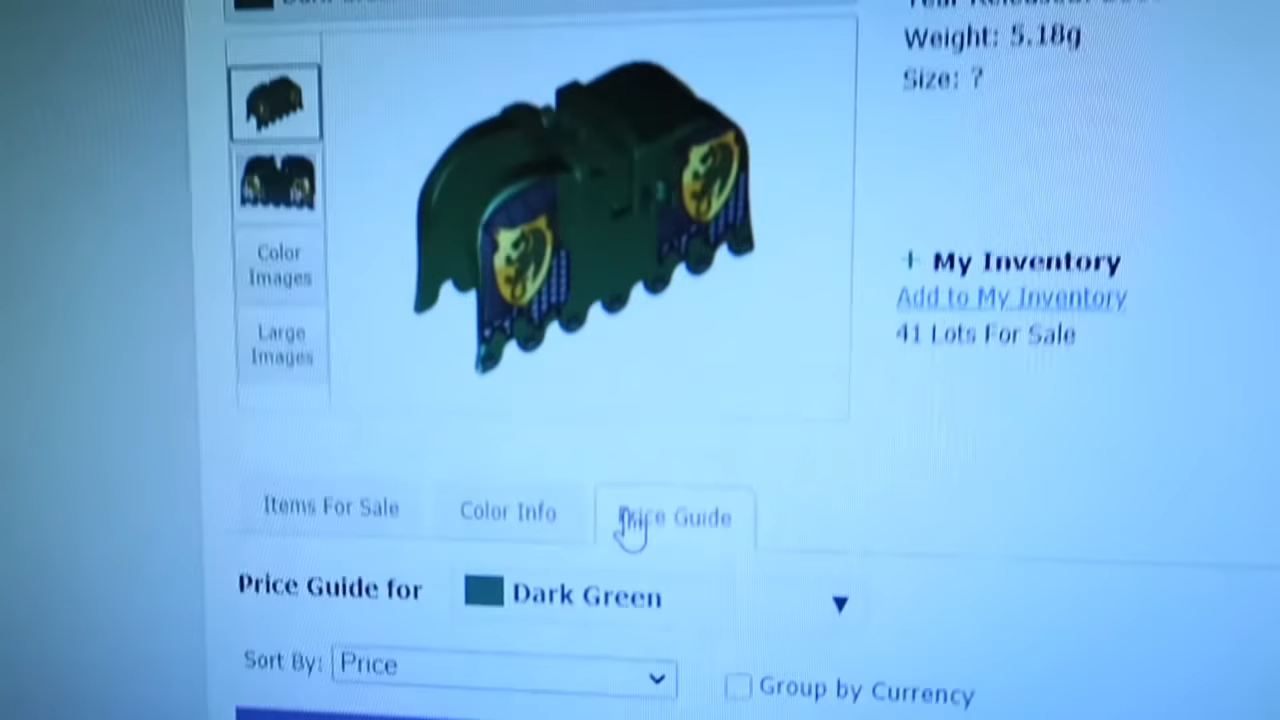 Weight: 5.18g
Size: ?
Color
Images
Large
Images
+ My Inventory
Add to My Inventory
41 Lots For Sale
Items For Sale
Color Info
Price Guide
Price Guide for
Dark Green
Sort By: Price
Group by Currency